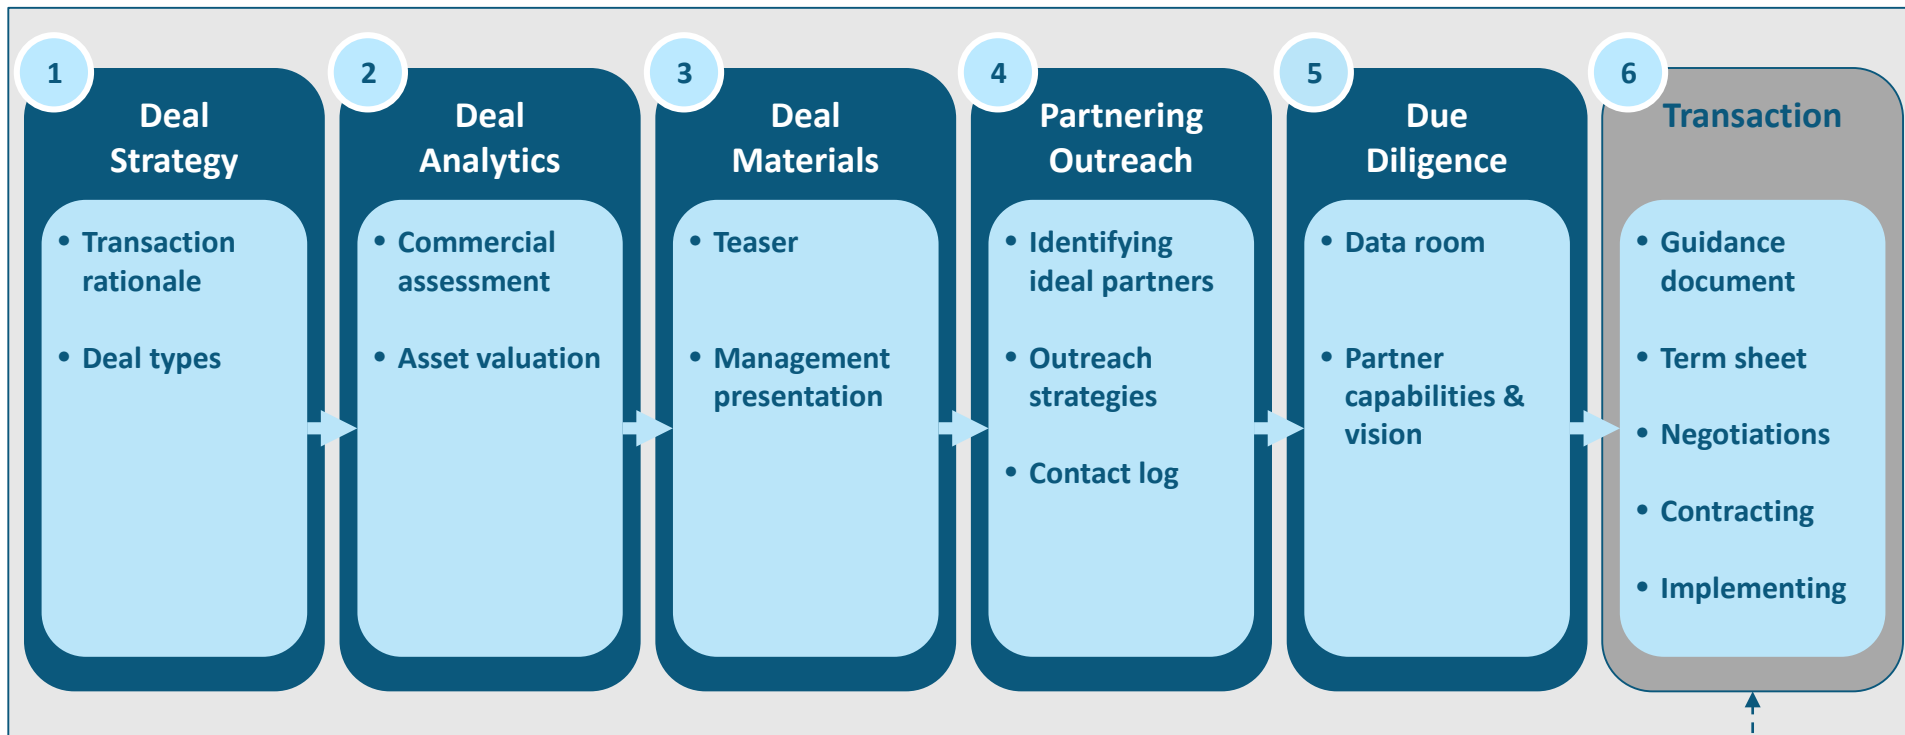 1
Deal
Strategy
• Transaction
rationale
• Deal types
2
Deal
Analytics
• Commercial
assessment
• Asset valuation
3
Deal
Materials
• Teaser
• Management
presentation
4
Partnering
Outreach
• Identifying
ideal partners
• Outreach
strategies
• Contact log
5
Due
Diligence
• Data room
• Partner
capabilities &
vision
6
Transaction
• Guidance
document
• Term sheet
• Negotiations
• Contracting
• Implementing